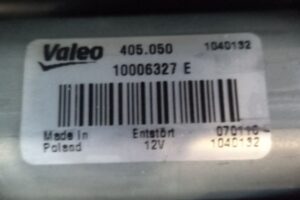 Valeo 405.050 1040132
10006327 E
Made in Entstört 070110
Poland 12V 1040132